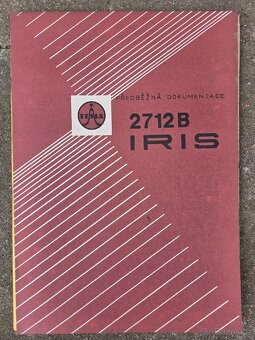 PŘEDBĚŽNÁ DOKUMENTACE
TESLA
2712B
IRIS